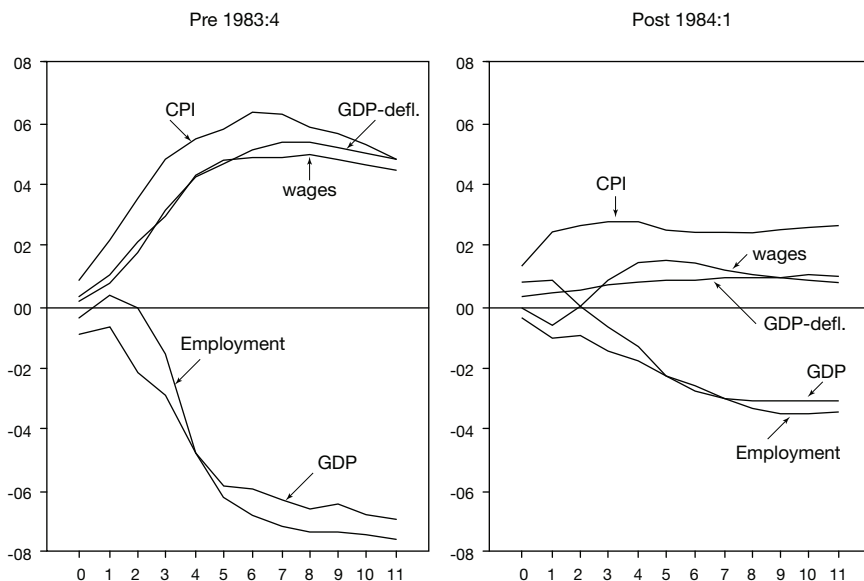 Pre 1983:4
08
06
04
02
00
-02
-04
-06
-08
CPI
GDP-defl.
wages
Employment
GDP
0 1 2 3 4 5 6 7 8 9 10 11
Post 1984:1
08
06
04
02
00
-02
-04
-06
-08
CPI
wages
GDP-defl.
GDP
Employment
0 1 2 3 4 5 6 7 8 9 10 11